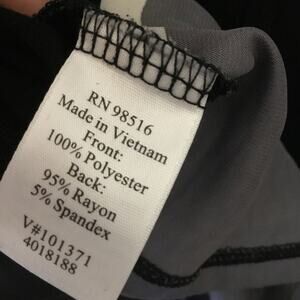 RN 98516
Made in Vietnam
Front:
100% Polyester
Back:
95% Rayon
5% Spandex
V#101371
4018188